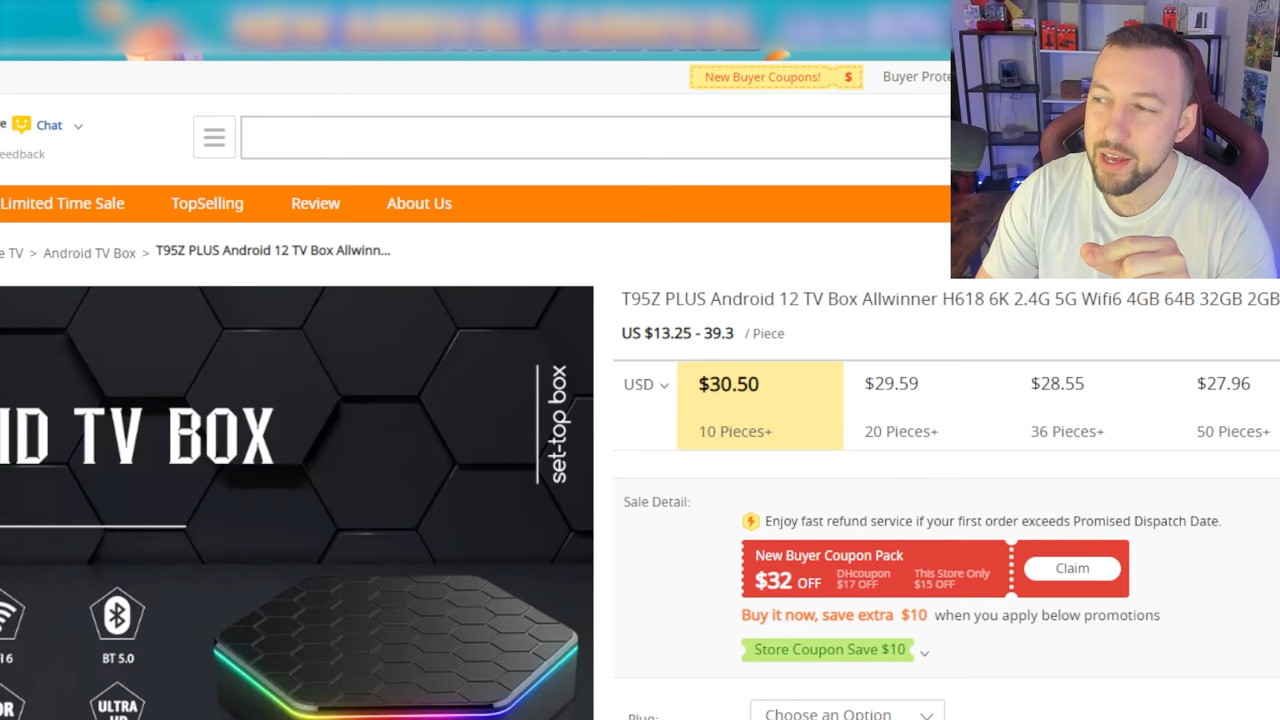 New Buyer Coupons! $
Buyer Prote
e Chat
eedback
Limited Time Sale TopSelling Review About Us
e TV > Android TV Box > T95Z PLUS Android 12 TV Box Allwinn...
T95Z PLUS Android 12 TV Box Allwinner H618 6K 2.4G 5G Wifi6 4GB 64B 32GB 2GB
US $13.25 - 39.3 / Piece
USD $30.50 $29.59 $28.55 $27.96
10 Pieces+ 20 Pieces+ 36 Pieces+ 50 Pieces+
ID TV BOX
set-top box
I 6
BT 5.0
OR
ULTRA
HD
Sale Detail:
Enjoy fast refund service if your first order exceeds Promised Dispatch Date.
New Buyer Coupon Pack
$32 OFF
DHcoupon
$17 OFF
This Store Only
$15 OFF
Claim
Buy it now, save extra $10 when you apply below promotions
Store Coupon Save $10
Plug:
Choose an Option